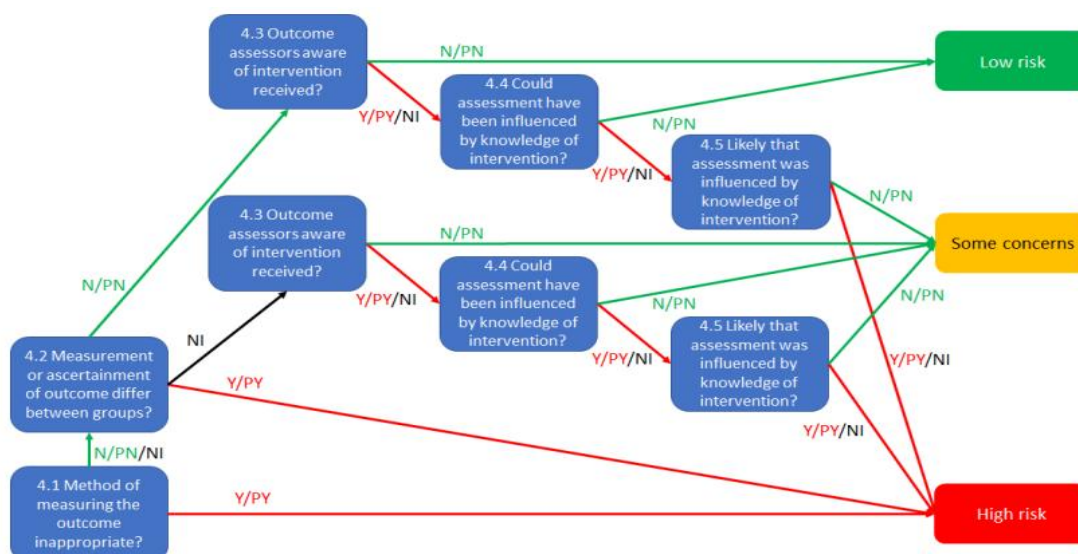 4.3 Outcome
assessors aware
of intervention
received?
N/PN
Low risk
Y/PY/NI
4.4 Could
assessment have
been influenced
by knowledge of
intervention?
N/PN
Y/PY/NI
4.5 Likely that
assessment was
influenced by
knowledge of
intervention?
N/PN
4.3 Outcome
assessors aware
of intervention
received?
N/PN
Some concerns
Y/PY/NI
4.4 Could
assessment have
been influenced
by knowledge of
intervention?
N/PN
N/PN
Y/PY/NI
4.5 Likely that
assessment was
influenced by
knowledge of
intervention?
Y/PY/NI
Y/PY/NI
N/PN
NI
4.2 Measurement
or ascertainment
of outcome differ
between groups?
Y/PY
N/PN/NI
4.1 Method of
measuring the
outcome
inappropriate?
Y/PY
High risk